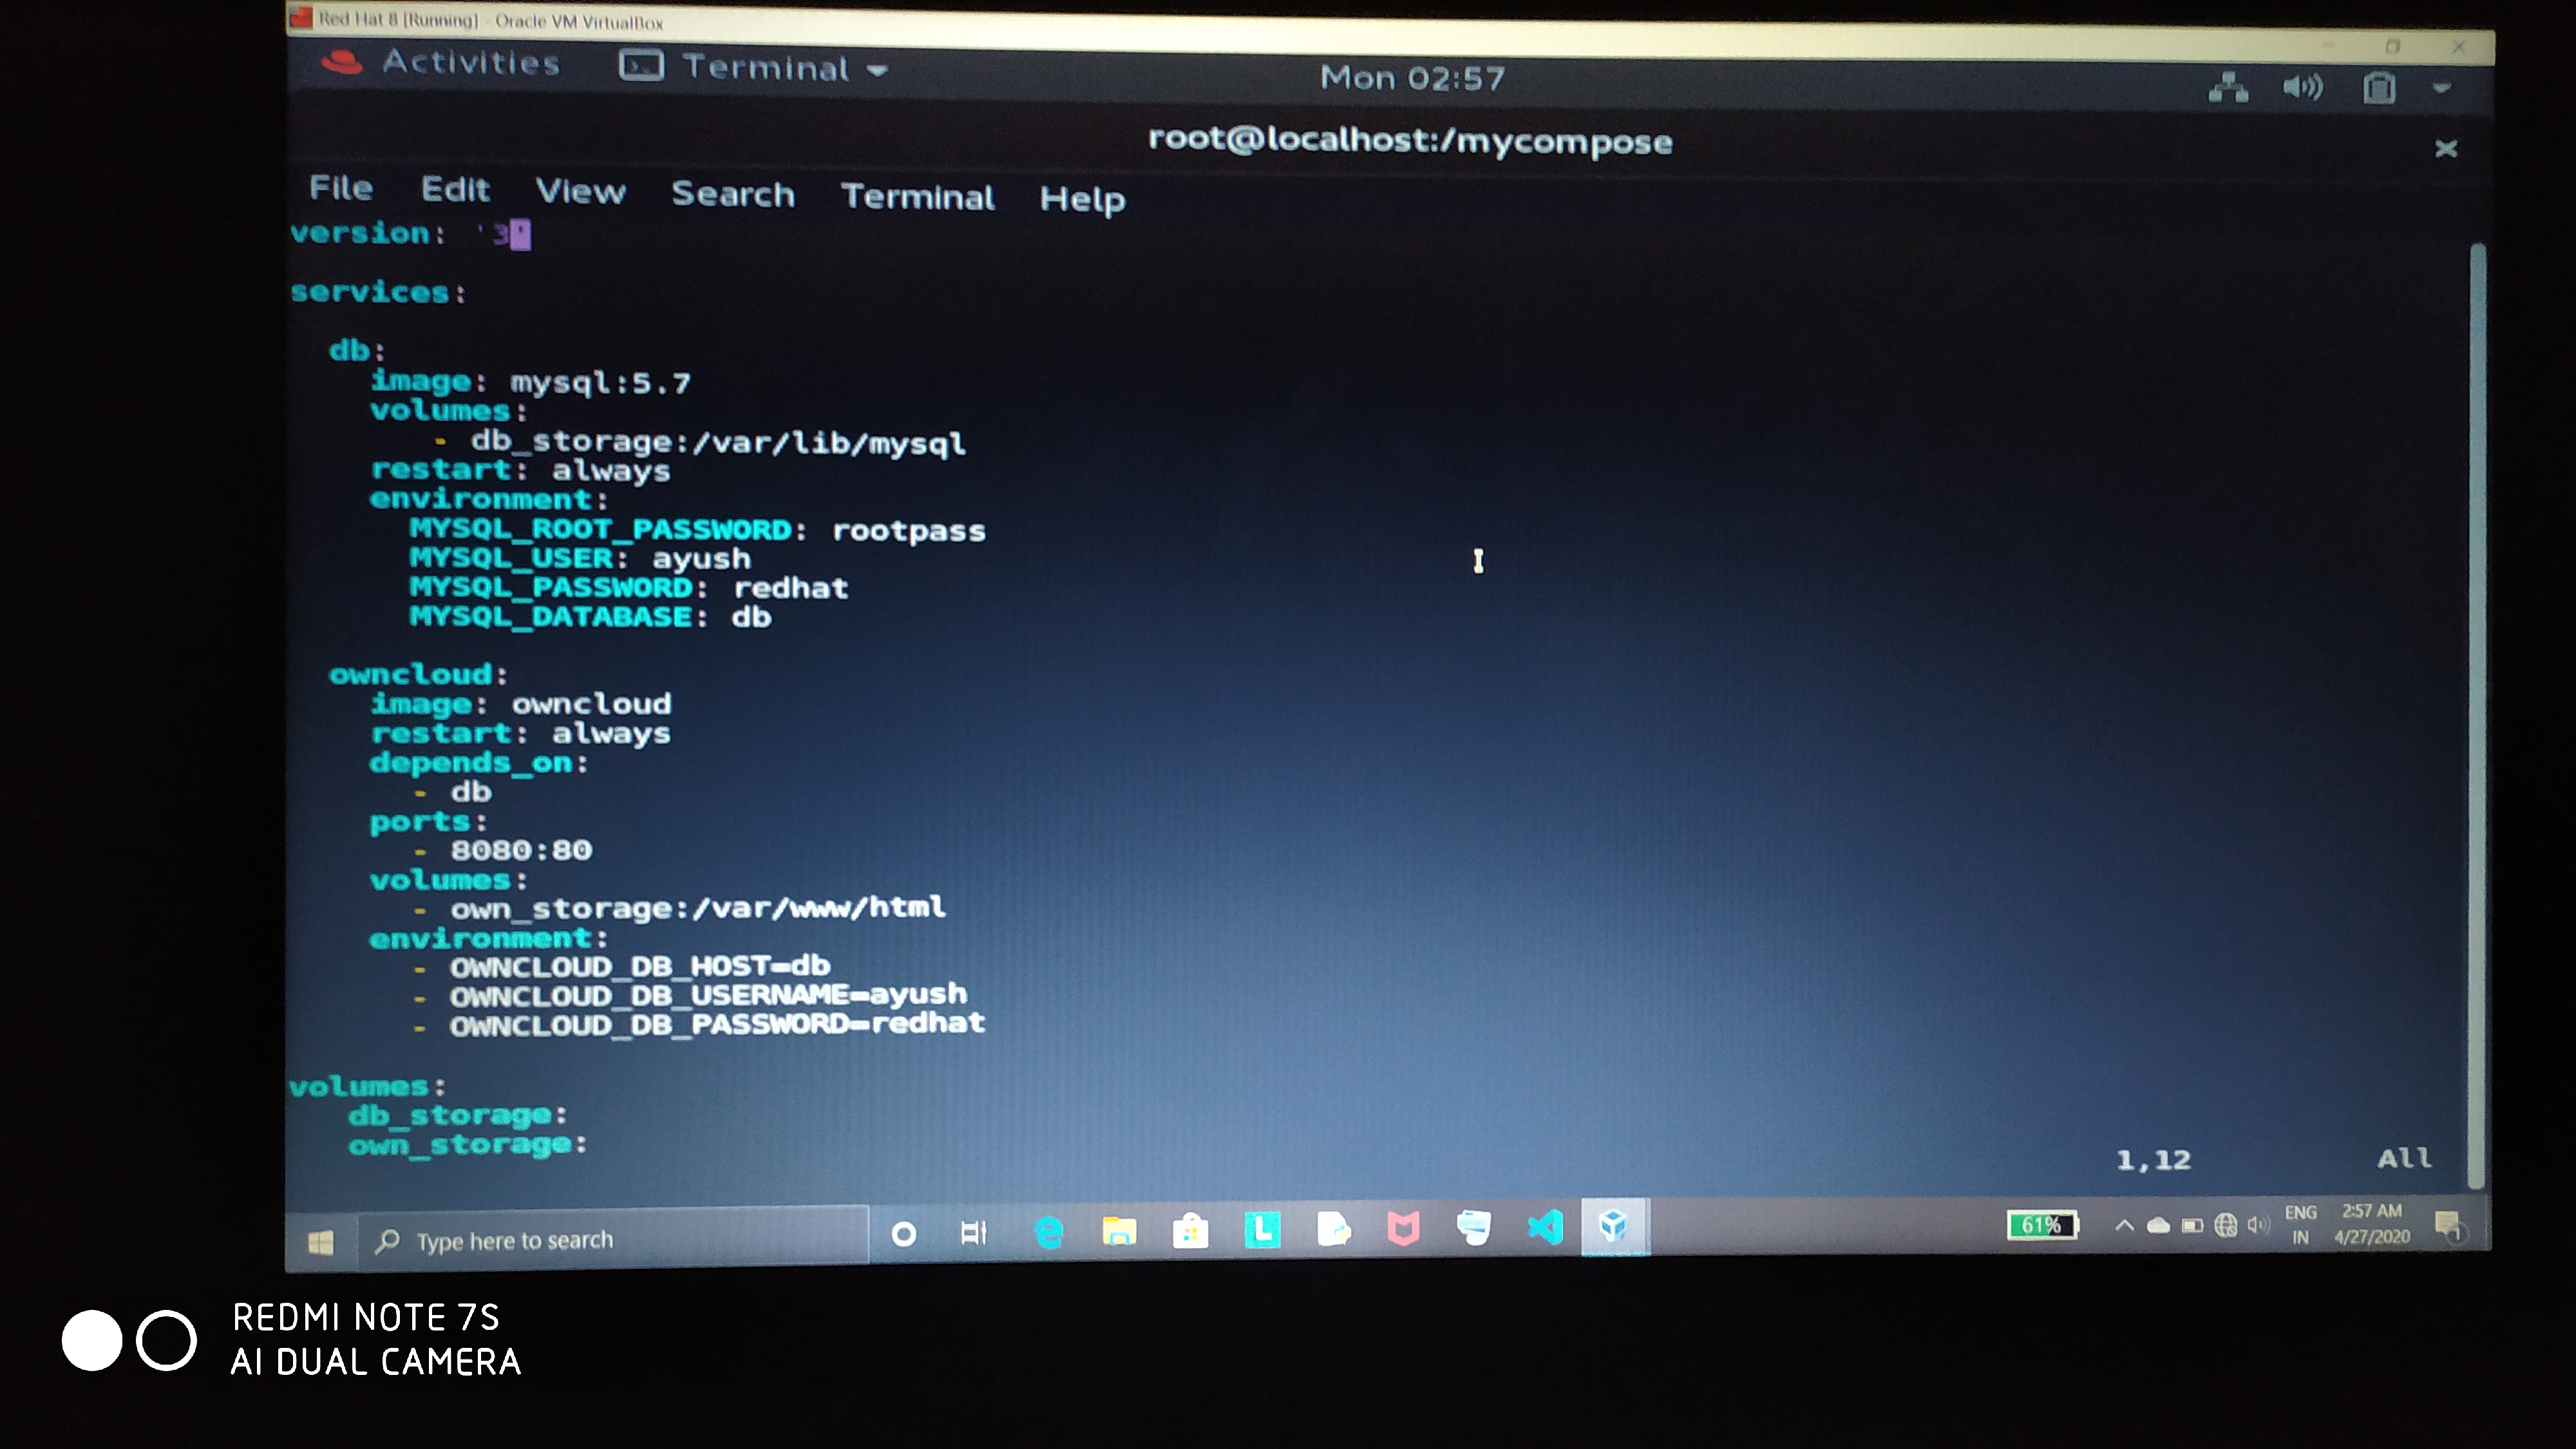 Red Hat 8 [Running] - Oracle VM VirtualBox
Activities Terminal Mon 02:57
root@localhost:/mycompose
File Edit View Search Terminal Help
version: '3'
services:
db:
image: mysql:5.7
volumes:
- db_storage:/var/lib/mysql
restart: always
environment:
MYSQL_ROOT_PASSWORD: rootpass
MYSQL_USER: ayush
MYSQL_PASSWORD: redhat
MYSQL_DATABASE: db
owncloud:
image: owncloud
restart: always
depends_on:
- db
ports:
- 8080:80
volumes:
- own_storage:/var/www/html
environment:
- OWNCLOUD_DB_HOST=db
- OWNCLOUD_DB_USERNAME=ayush
- OWNCLOUD_DB_PASSWORD=redhat
volumes:
db_storage:
own_storage:
1,12 All
Type here to search L 61% ENG 2:57 AM
IN 4/27/2020 1
REDMI NOTE 7S
AI DUAL CAMERA